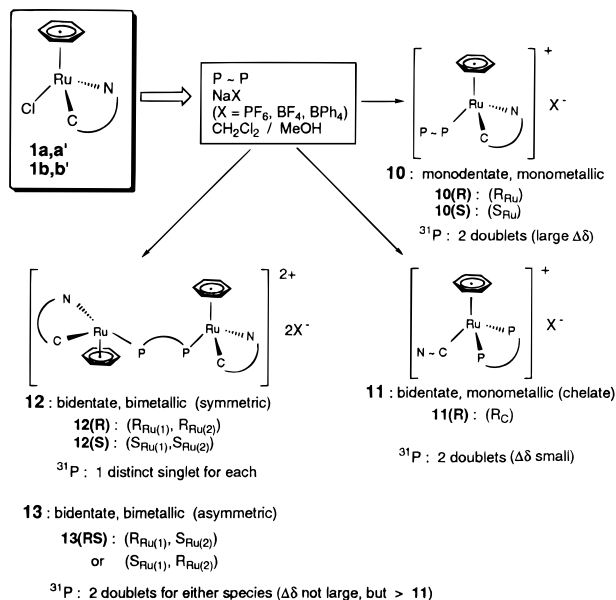 Ru
N
Cl
C
1a,a'
1b,b'
P ~ P
NaX
(X = PF6, BF4, BPh4)
CH2Cl2 / MeOH
+
Ru
N
P ~ P
C
X-
10 : monodentate, monometallic
10(R) : (RRu)
10(S) : (SRu)
31P : 2 doublets (large Δδ)
2+
N
C
Ru
P
P
Ru
N
C
2X-
12 : bidentate, bimetallic (symmetric)
12(R) : (RRu(1), RRu(2))
12(S) : (SRu(1),SRu(2))
31P : 1 distinct singlet for each
+
Ru
P
N ~ C
P
X-
11 : bidentate, monometallic (chelate)
11(R) : (RC)
31P : 2 doublets (Δδ small)
13 : bidentate, bimetallic (asymmetric)
13(RS) : (RRu(1), SRu(2))
or (SRu(1), RRu(2))
31P : 2 doublets for either species (Δδ not large, but > 11)